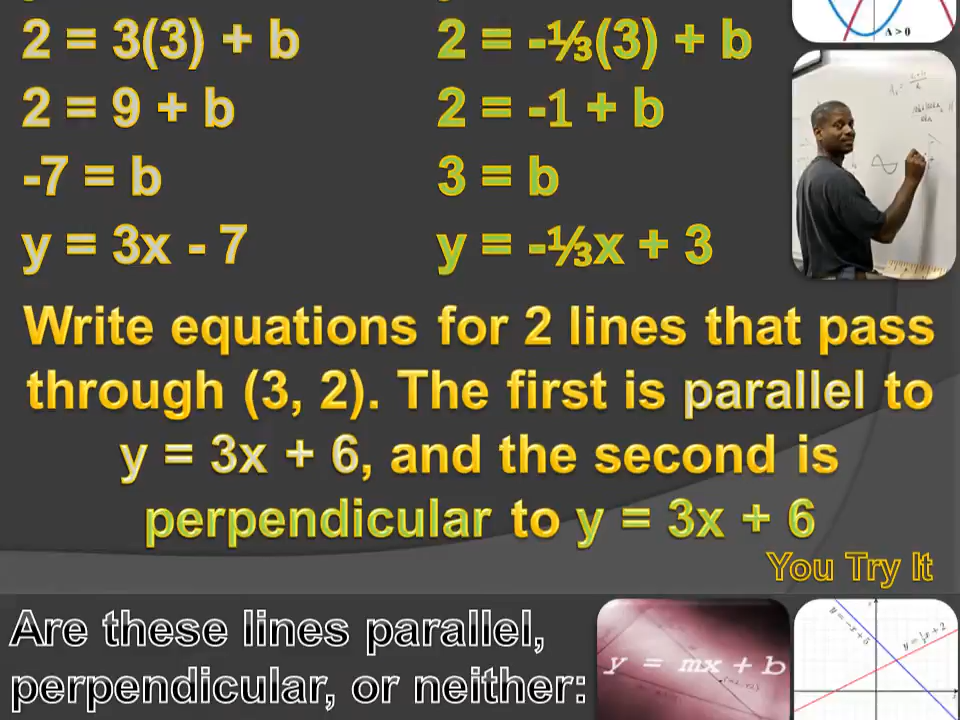 2 = 3(3) + b
2 = -⅓(3) + b
2 = 9 + b
2 = -1 + b
-7 = b
3 = b
y = 3x - 7
y = -⅓x + 3
Δ > 0
Write equations for 2 lines that pass
through (3, 2). The first is parallel to
y = 3x + 6, and the second is
perpendicular to y = 3x + 6
You Try It
Are these lines parallel,
perpendicular, or neither:
y = mx + b